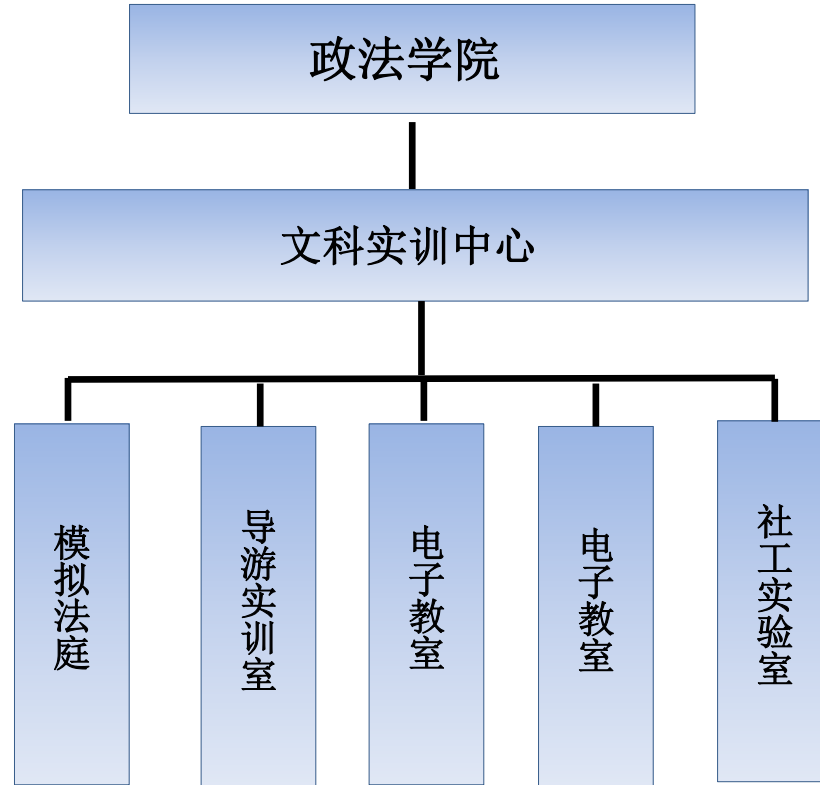 政法学院
文科实训中心
模拟法庭
导游实训室
电子教室
电子教室
社工实验室